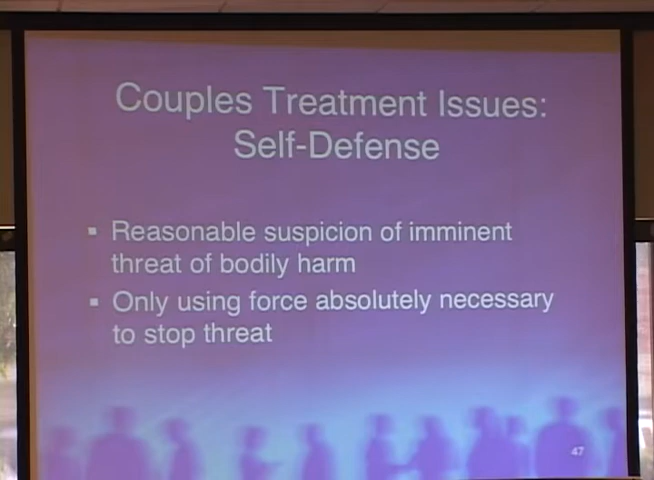 Couples Treatment Issues:
Self-Defense
▪ Reasonable suspicion of imminent
threat of bodily harm
▪ Only using force absolutely necessary
to stop threat
47